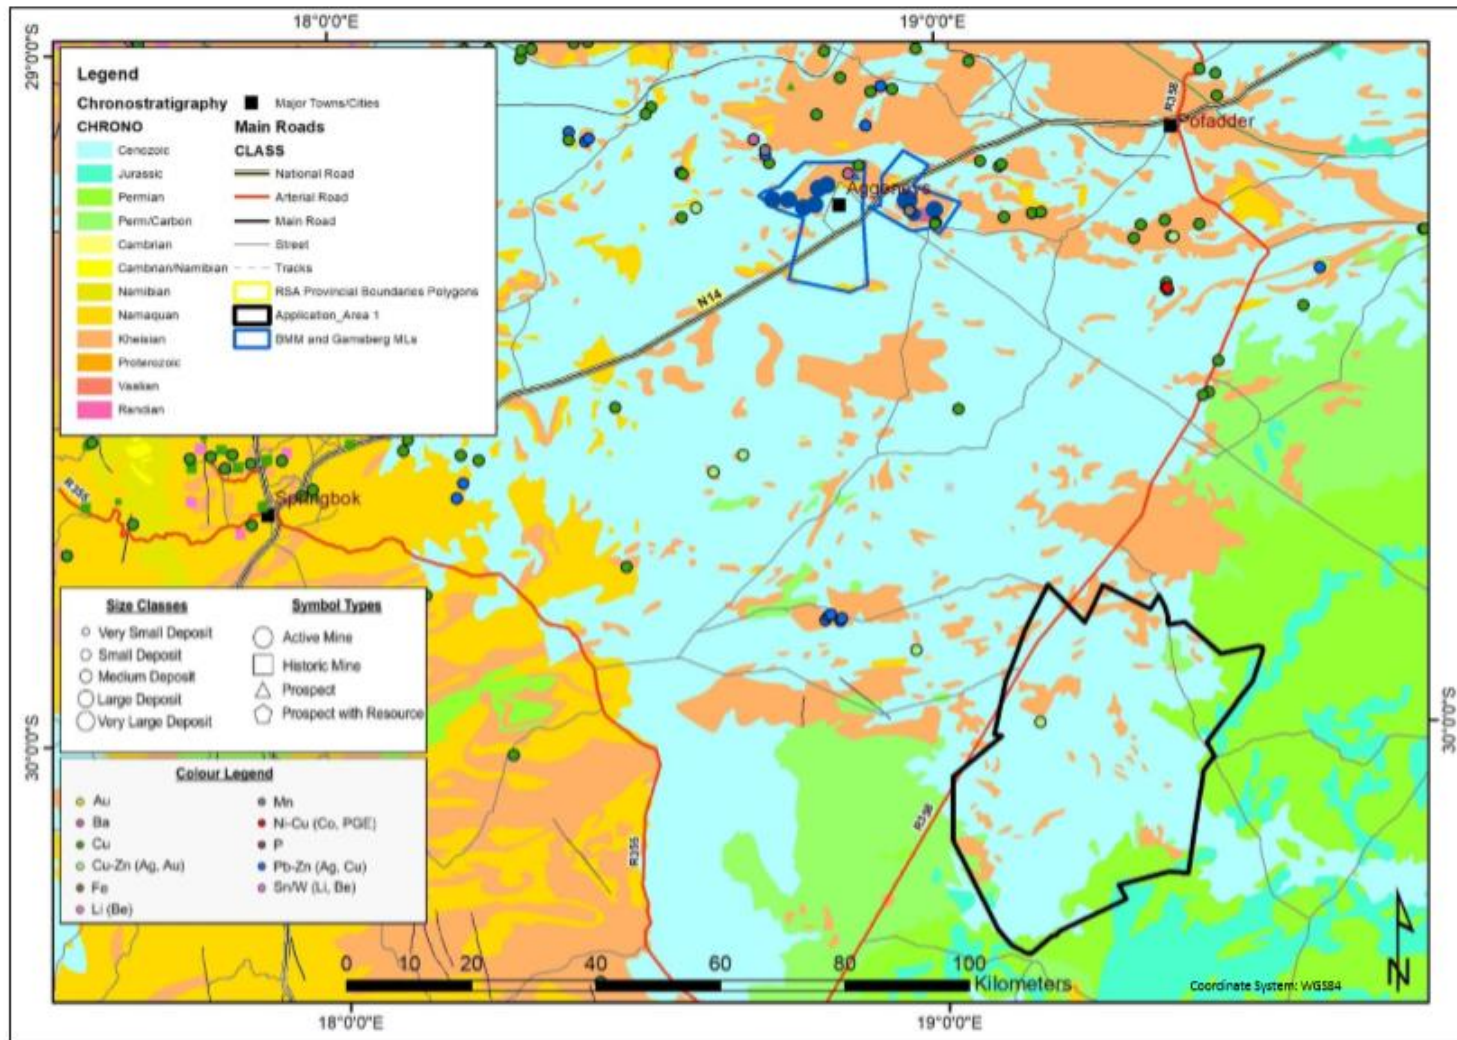 18°0'0"E
19°0'0"E
29°0'0"S
Legend
Chronostratigraphy
CHRONO
Cenozoic
Jurassic
Permian
Perm/Carbon
Cambrian
Cambrian/Namibian
Namibian
Namaquan
Kheisian
Proterozoic
Vaalian
Randian
Major Towns/Cities
Main Roads
CLASS
National Road
Arterial Road
Main Road
Street
Tracks
RSA Provincial Boundaries Polygons
Application_Area 1
BMM and Gamsberg MLs
R358
Pofadder
Aggeneys
N14
R355
Springbok
Size Classes
Very Small Deposit
Small Deposit
Medium Deposit
Large Deposit
Very Large Deposit
Symbol Types
Active Mine
Historic Mine
Prospect
Prospect with Resource
30°0'0"S
30°0'0"S
Colour Legend
Au
Ba
Cu
Cu-Zn (Ag, Au)
Fe
Li (Be)
Mn
Ni-Cu (Co, PGE)
P
Pb-Zn (Ag, Cu)
Sn/W (Li, Be)
R355
R358
0 10 20 40 60 80 100
Kilometers
N
Coordinate System: WGS84
18°0'0"E
19°0'0"E